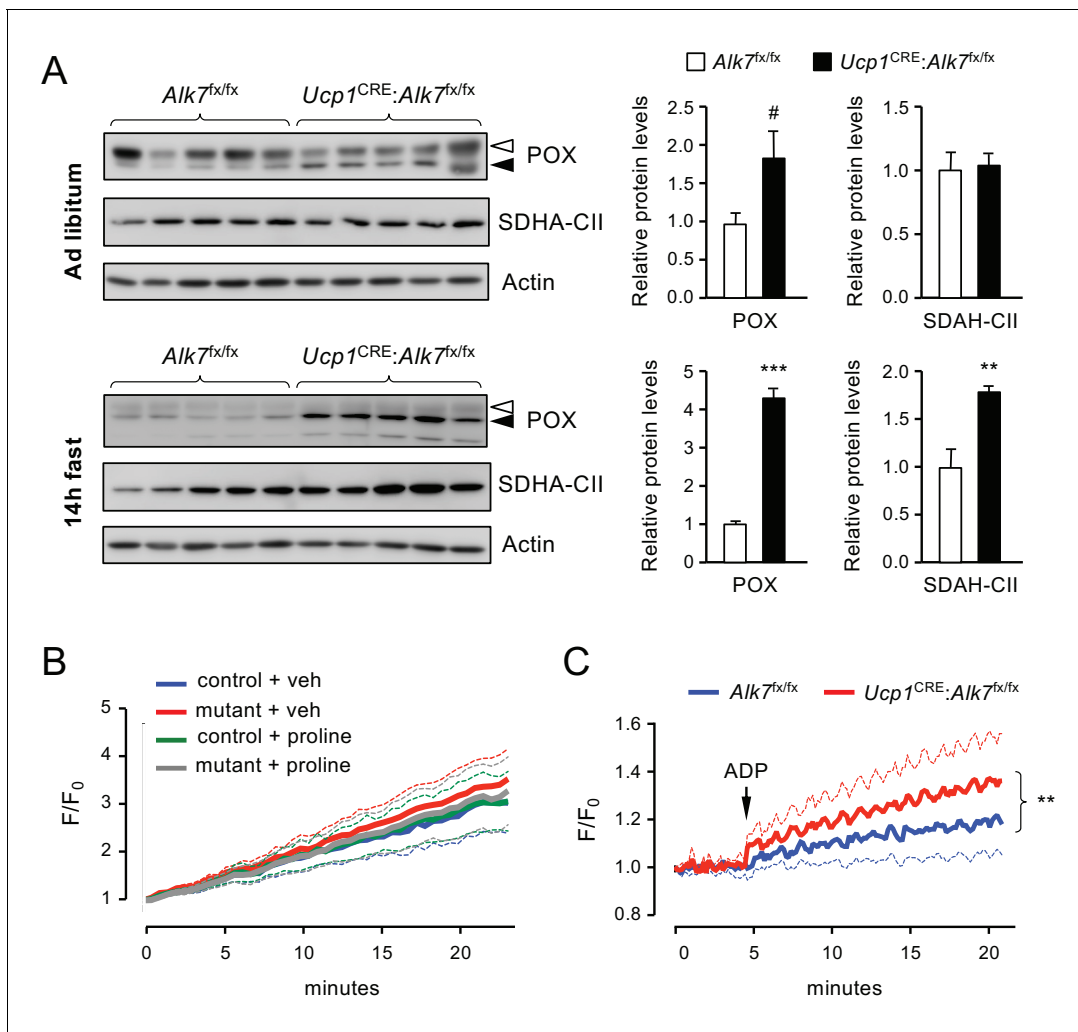 A
Alk7fx/fx
Ucp1CRE:Alk7fx/fx
Ad libitum
POX
SDHA-CII
Actin
14h fast
Alk7fx/fx
Ucp1CRE:Alk7fx/fx
POX
SDHA-CII
Actin
Alk7fx/fx
Ucp1CRE:Alk7fx/fx
Relative protein levels
2.5
2.0
1.5
1.0
0.5
0.0
#
POX
Relative protein levels
1.5
1.0
0.5
0.0
SDAH-CII
Relative protein levels
5
4
3
2
1
0
***
POX
Relative protein levels
2.0
1.5
1.0
0.5
0.0
**
SDAH-CII
B
control + veh
mutant + veh
control + proline
mutant + proline
F/F0
5
4
3
2
1
0 5 10 15 20
minutes
C
Alk7fx/fx
Ucp1CRE:Alk7fx/fx
F/F0
1.6
1.4
1.2
1.0
0.8
ADP
**
0 5 10 15 20
minutes